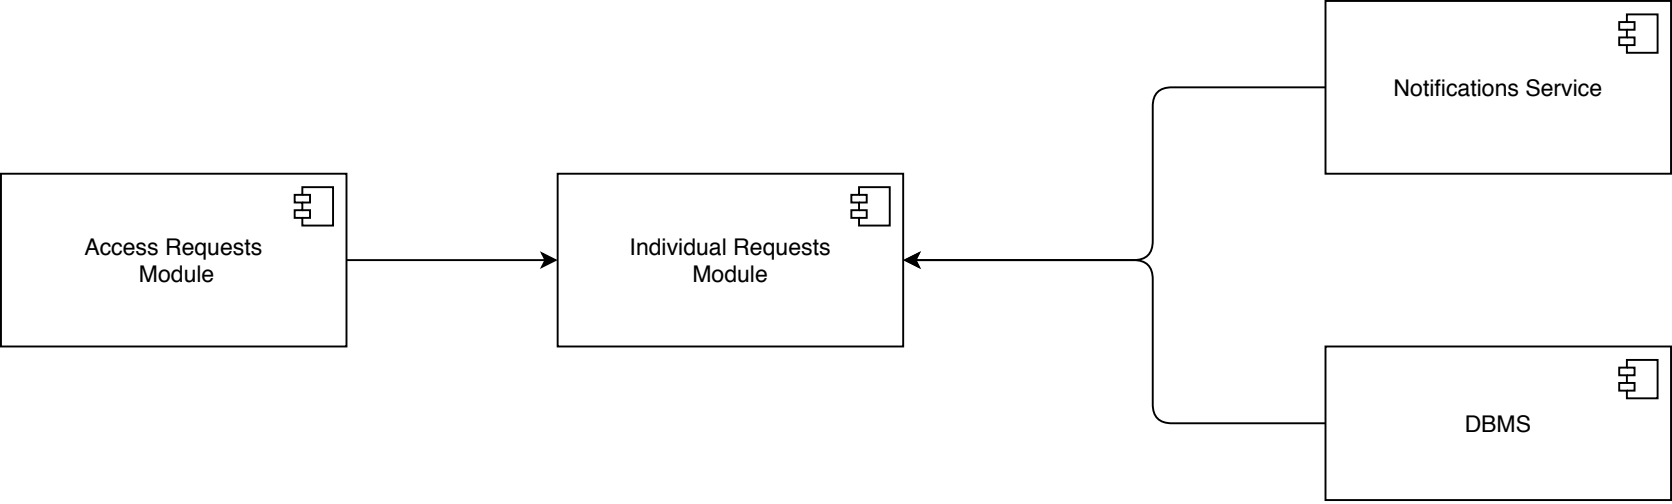 Notifications Service
Access Requests
Module
Individual Requests
Module
DBMS